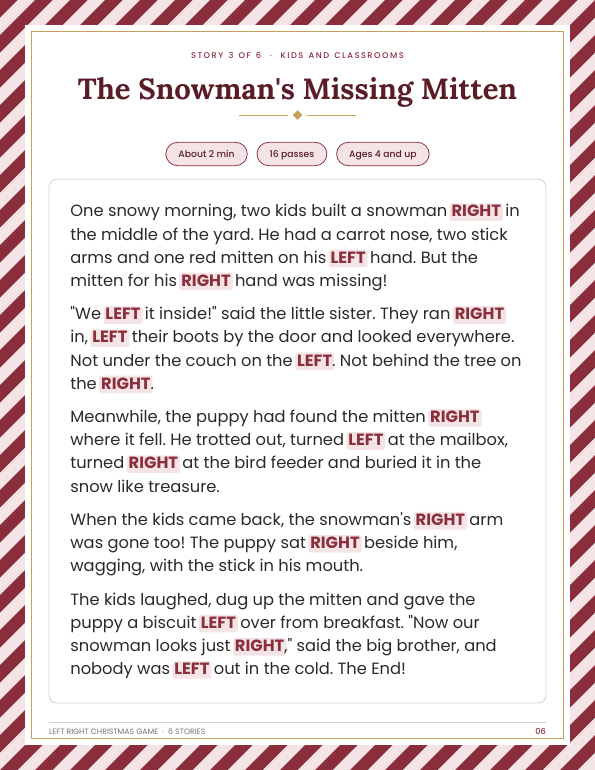 STORY 3 OF 6 · KIDS AND CLASSROOMS
The Snowman's Missing Mitten
About 2 min
16 passes
Ages 4 and up
One snowy morning, two kids built a snowman RIGHT in
the middle of the yard. He had a carrot nose, two stick
arms and one red mitten on his LEFT hand. But the
mitten for his RIGHT hand was missing!
"We LEFT it inside!" said the little sister. They ran RIGHT
in, LEFT their boots by the door and looked everywhere.
Not under the couch on the LEFT. Not behind the tree on
the RIGHT.
Meanwhile, the puppy had found the mitten RIGHT
where it fell. He trotted out, turned LEFT at the mailbox,
turned RIGHT at the bird feeder and buried it in the
snow like treasure.
When the kids came back, the snowman's RIGHT arm
was gone too! The puppy sat RIGHT beside him,
wagging, with the stick in his mouth.
The kids laughed, dug up the mitten and gave the
puppy a biscuit LEFT over from breakfast. "Now our
snowman looks just RIGHT," said the big brother, and
nobody was LEFT out in the cold. The End!
LEFT RIGHT CHRISTMAS GAME · 6 STORIES
06